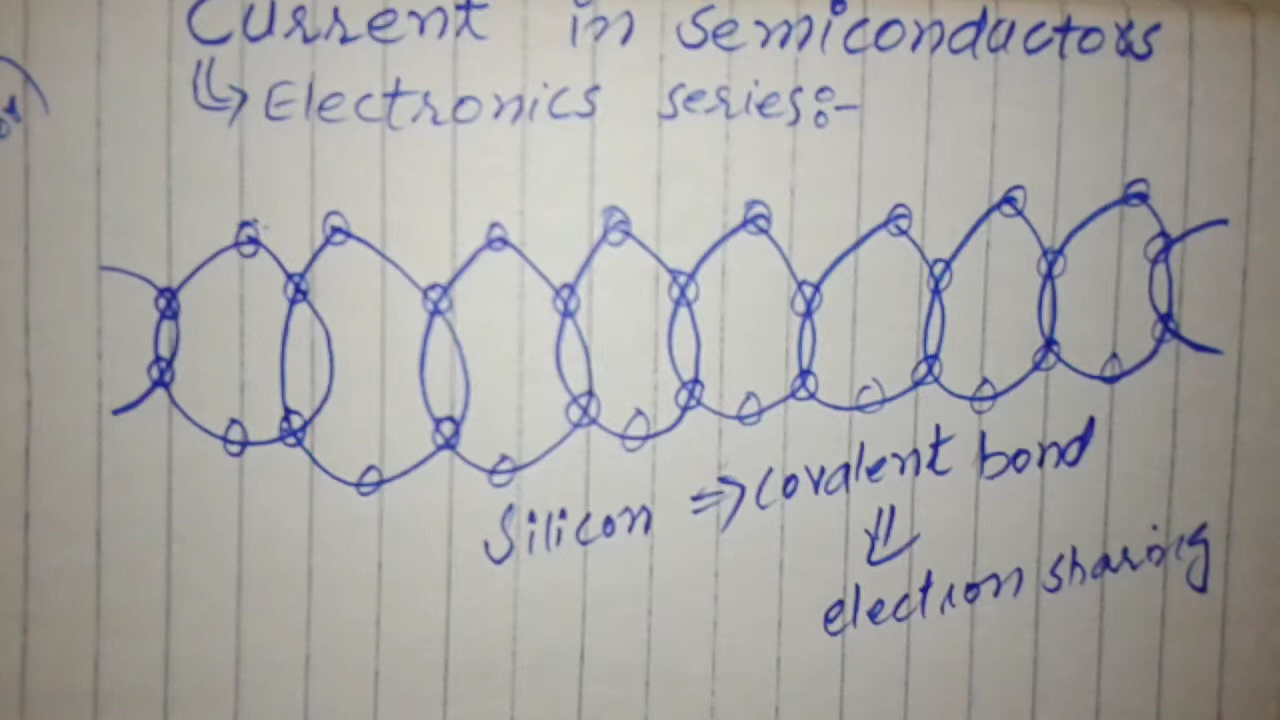 Current in semiconductors
↳ Electronics series:-
Silicon ⇒ covalent bond
⇓
electron sharing